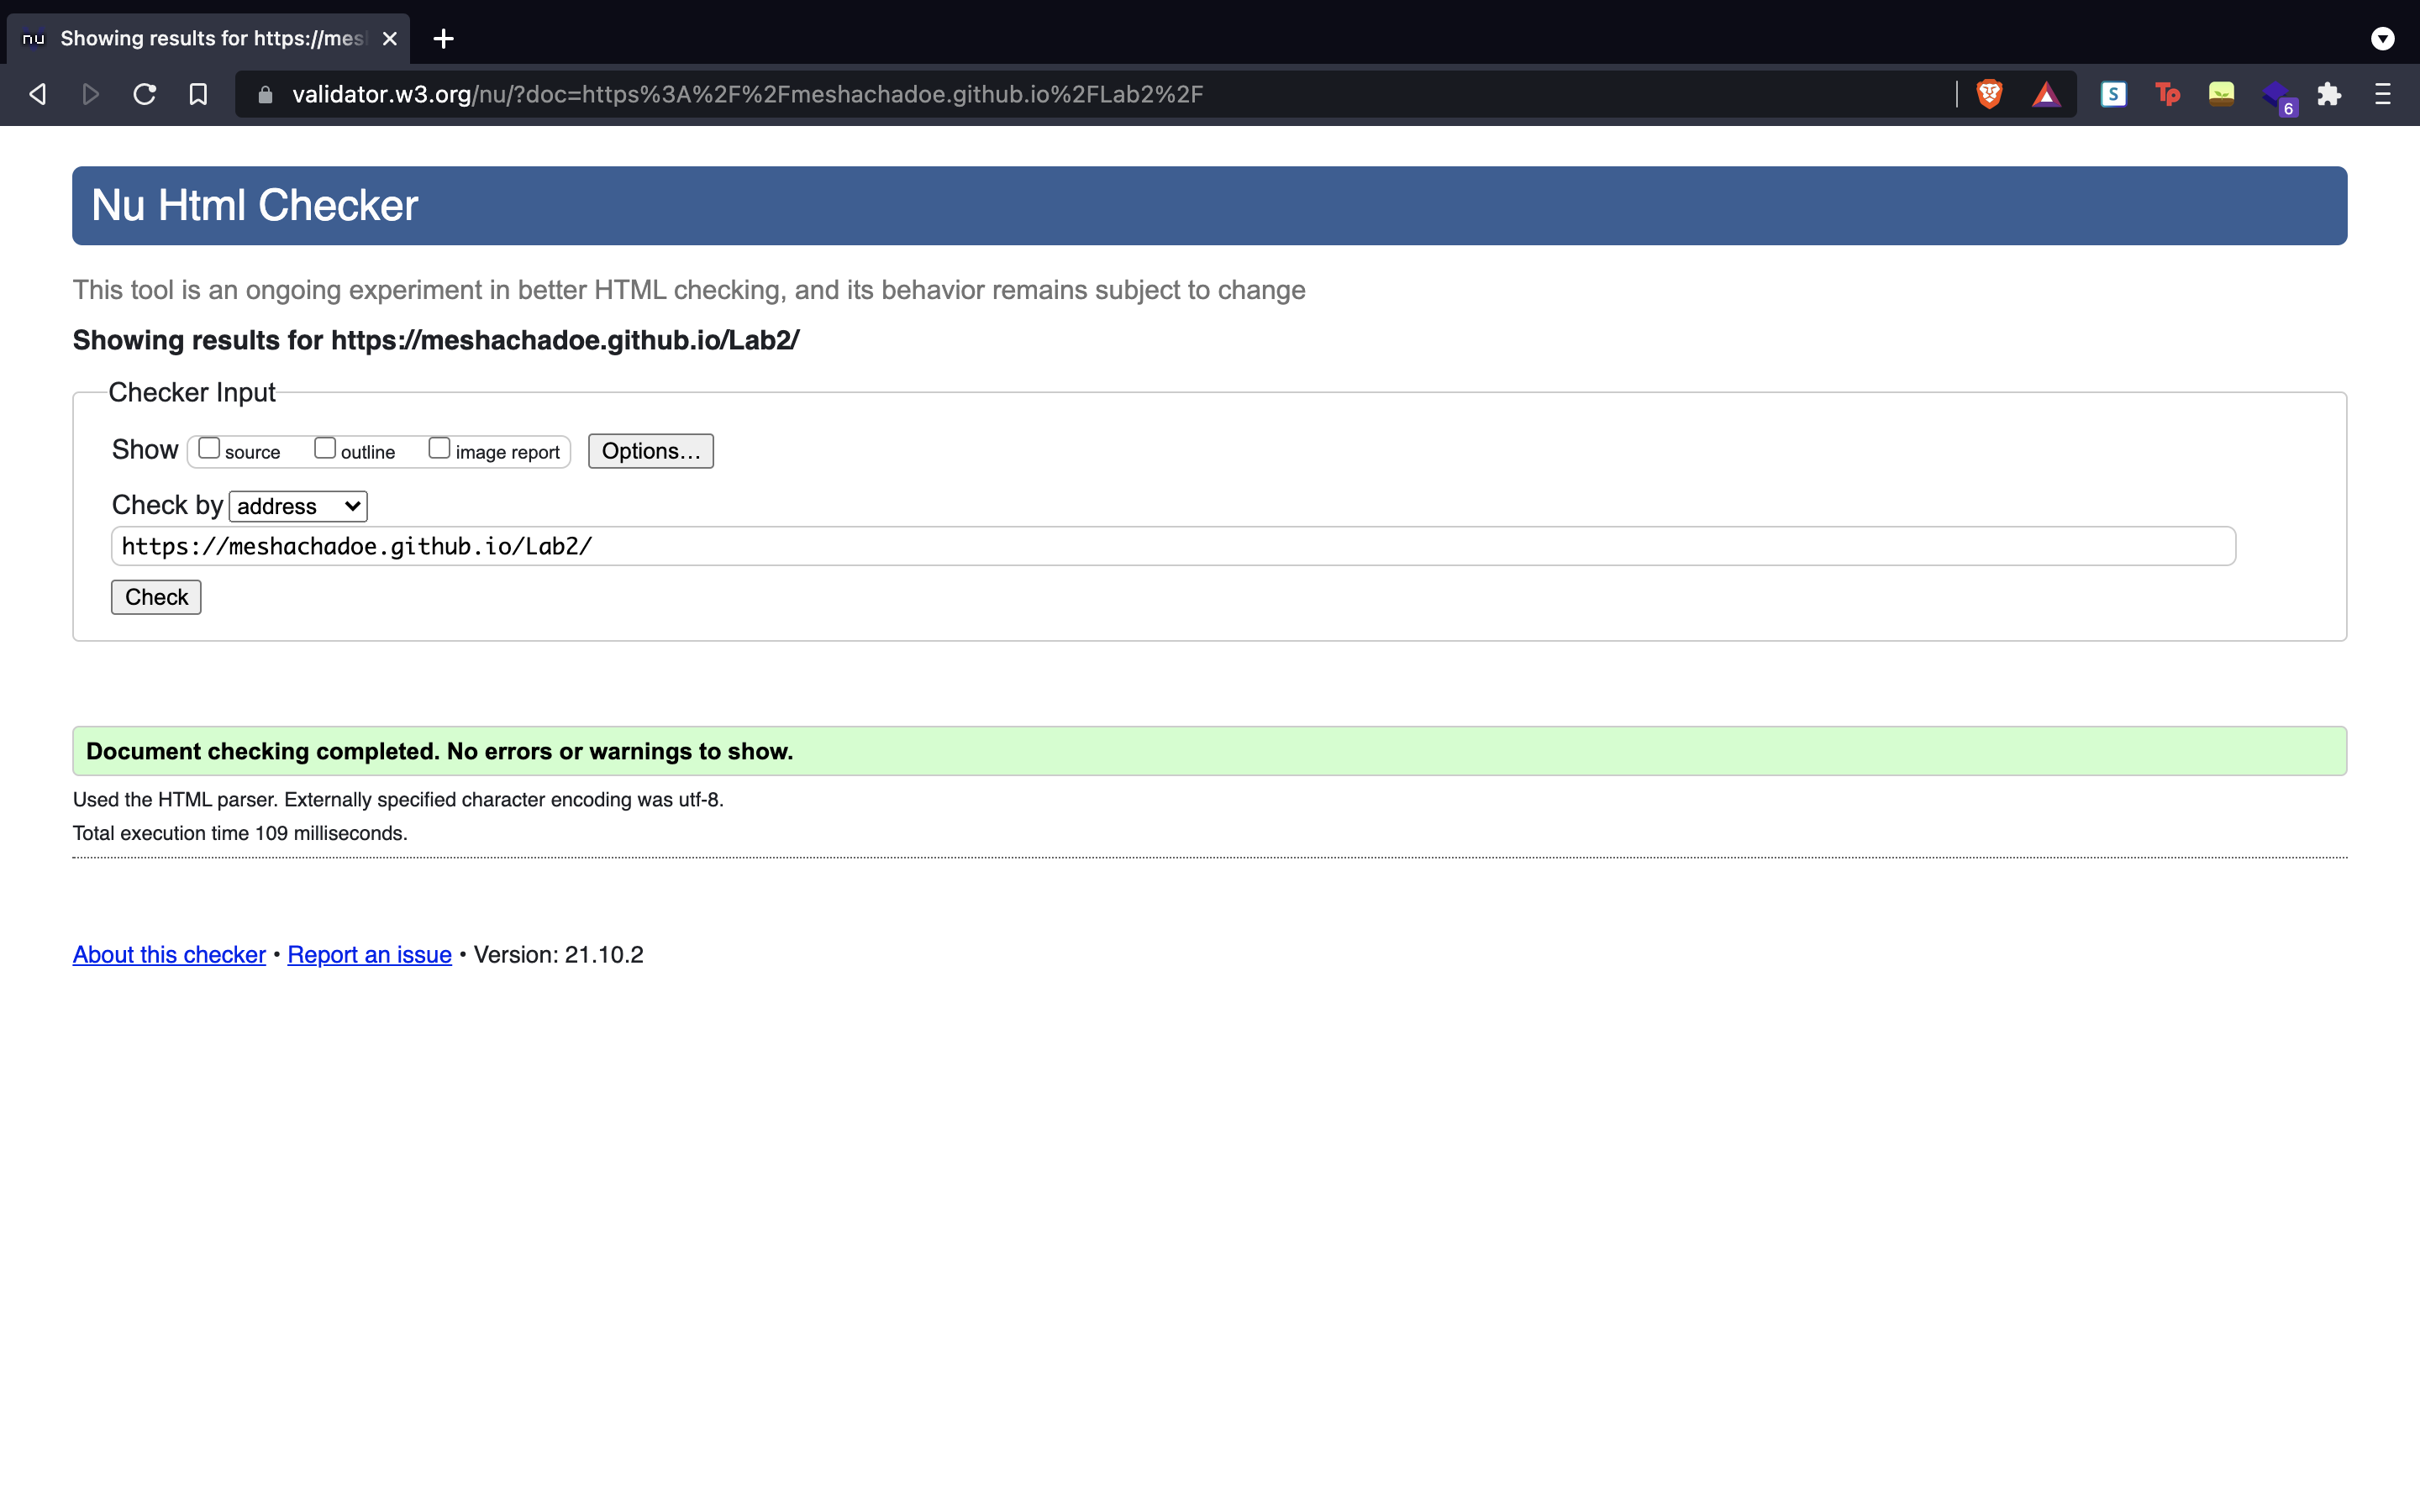 nu Showing results for https://mes
validator.w3.org/nu/?doc=https%3A%2F%2Fmeshachadoe.github.io%2FLab2%2F
S Tp 6
Nu Html Checker
This tool is an ongoing experiment in better HTML checking, and its behavior remains subject to change
Showing results for https://meshachadoe.github.io/Lab2/
Checker Input
Show source outline image report Options...
Check by address
https://meshachadoe.github.io/Lab2/
Check
Document checking completed. No errors or warnings to show.
Used the HTML parser. Externally specified character encoding was utf-8.
Total execution time 109 milliseconds.
About this checker • Report an issue • Version: 21.10.2